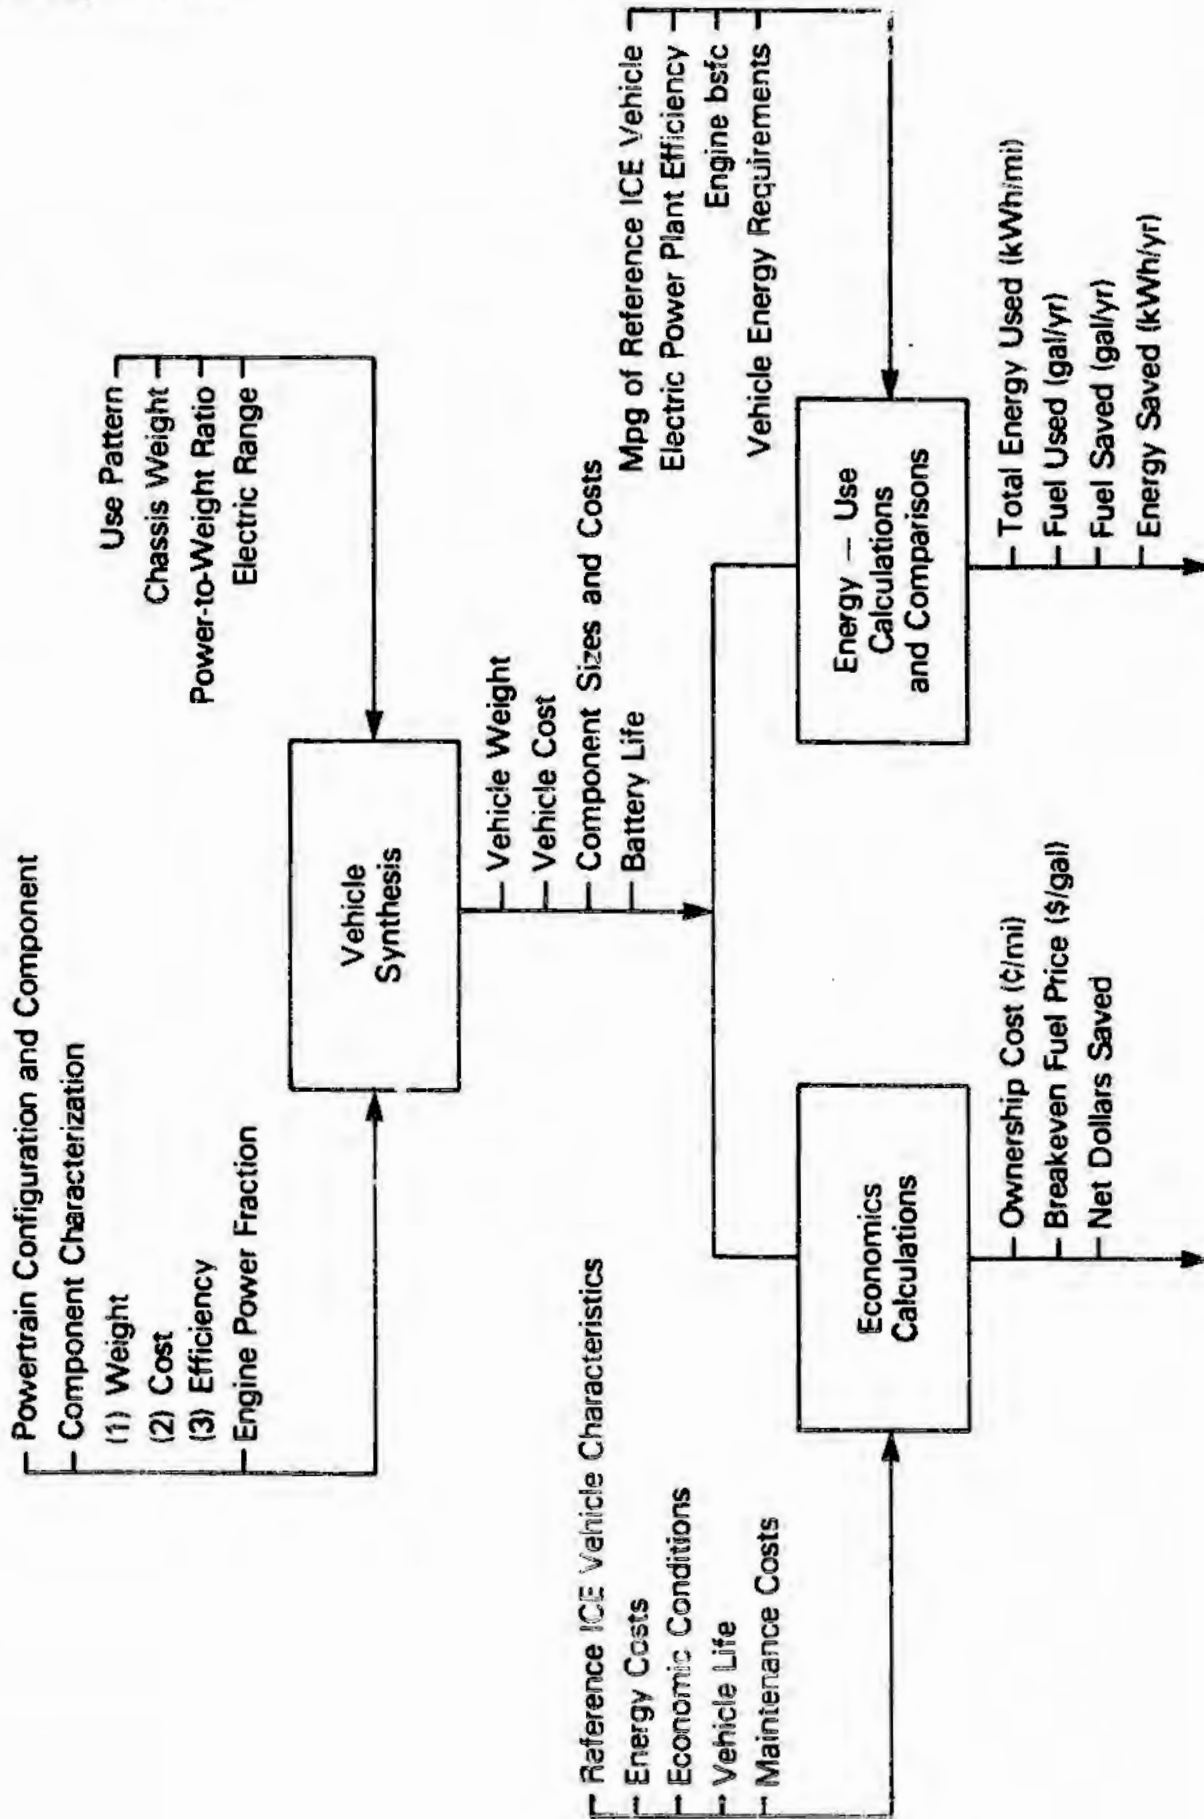 Powertrain Configuration and Component
Component Characterization
(1) Weight
(2) Cost
(3) Efficiency
Engine Power Fraction
Use Pattern
Chassis Weight
Power-to-Weight Ratio
Electric Range
Vehicle
Synthesis
Vehicle Weight
Vehicle Cost
Component Sizes and Costs
Battery Life
Reference ICE Vehicle Characteristics
Energy Costs
Economic Conditions
Vehicle Life
Maintenance Costs
Mpg of Reference ICE Vehicle
Electric Power Plant Efficiency
Engine bsfc
Vehicle Energy Requirements
Economics
Calculations
Energy — Use
Calculations
and Comparisons
Ownership Cost (¢/mi)
Breakeven Fuel Price ($/gal)
Net Dollars Saved
Total Energy Used (kWh/mi)
Fuel Used (gal/yr)
Fuel Saved (gal/yr)
Energy Saved (kWh/yr)